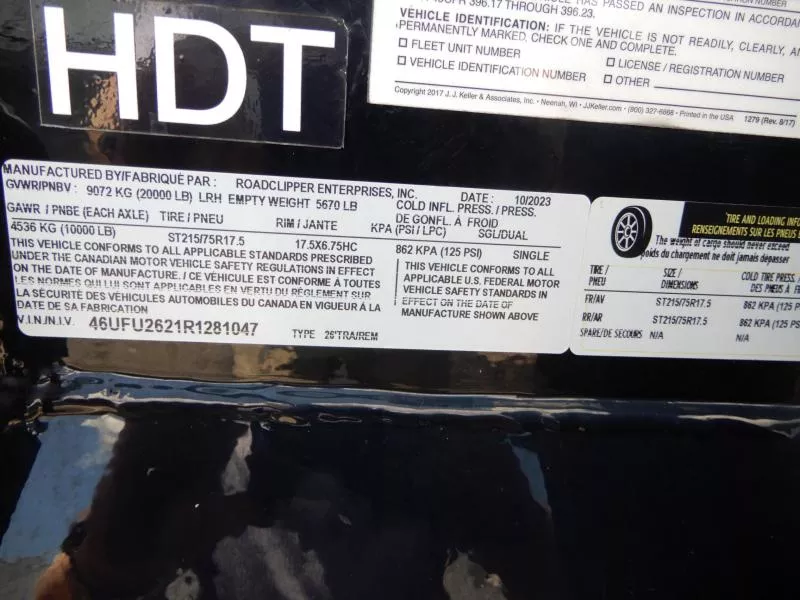 HDT
HAS PASSED AN INSPECTION IN ACCORDAN
396.17 THROUGH 396.23.
VEHICLE IDENTIFICATION: IF THE VEHICLE IS NOT READILY, CLEARLY, AN
PERMANENTLY MARKED, CHECK ONE AND COMPLETE.
FLEET UNIT NUMBER
LICENSE / REGISTRATION NUMBER
VEHICLE IDENTIFICATION NUMBER
OTHER
Copyright 2017 J. J. Keller & Associates, Inc. • Neenah, WI • JJKeller.com • (800) 327-6868 • Printed in the USA
1279 (Rev. 8/17)
MANUFACTURED BY/FABRIQUÉ PAR : ROADCLIPPER ENTERPRISES, INC. DATE : 10/2023
GVWR/PNBV : 9072 KG (20000 LB) LRH EMPTY WEIGHT 5670 LB COLD INFL. PRESS. / PRESS.
DE GONFL. À FROID
GAWR / PNBE (EACH AXLE) TIRE / PNEU RIM / JANTE KPA (PSI / LPC) SGL/DUAL
4536 KG (10000 LB) ST215/75R17.5 17.5X6.75HC 862 KPA (125 PSI) SINGLE
THIS VEHICLE CONFORMS TO ALL APPLICABLE STANDARDS PRESCRIBED
UNDER THE CANADIAN MOTOR VEHICLE SAFETY REGULATIONS IN EFFECT
ON THE DATE OF MANUFACTURE. / CE VÉHICULE EST CONFORME À TOUTES
LES NORMES QUI LUI SONT APPLICABLES EN VERTU DU RÈGLEMENT SUR
LA SÉCURITÉ DES VÉHICULES AUTOMOBILES DU CANADA EN VIGUEUR À LA
DATE DE SA FABRICATION
THIS VEHICLE CONFORMS TO ALL
APPLICABLE U.S. FEDERAL MOTOR
VEHICLE SAFETY STANDARDS IN
EFFECT ON THE DATE OF
MANUFACTURE SHOWN ABOVE
V.I.N./N.I.V. 46UFU2621R1281047 TYPE 26'TRA/REM
TIRE AND LOADING INFO
RENSEIGNEMENTS SUR LES PNEUS E
The weight of cargo should never exceed
poids du chargement ne doit jamais dépasser
TIRE / SIZE / COLD TIRE PRESS.
PNEU DIMENSIONS DES PNEUS À
FR/AV ST215/75R17.5 862 KPA (125 P
RR/AR ST215/75R17.5 862 KPA (125 PS
SPARE/DE SECOURS N/A N/A